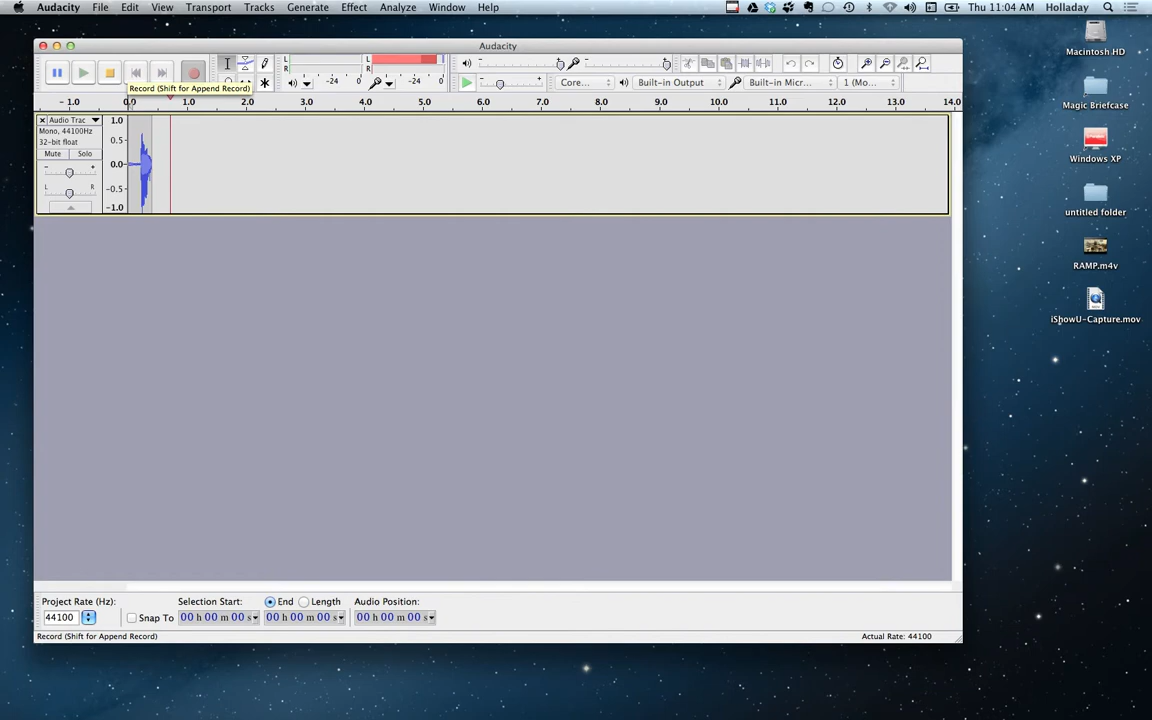 Audacity File Edit View Transport Tracks Generate Effect Analyze Window Help Thu 11:04 AM Holladay
Audacity
L R -24 0 L R -24 0
Core... Built-in Output Built-in Micr... 1 (Mo...
Record (Shift for Append Record)
-1.0 0.0 1.0 2.0 3.0 4.0 5.0 6.0 7.0 8.0 9.0 10.0 11.0 12.0 13.0 14.0
Audio Trac
Mono, 44100Hz
32-bit float
Mute Solo
- +
L R
1.0
0.5
0.0
-0.5
-1.0
Macintosh HD
Magic Briefcase
Windows XP
untitled folder
RAMP.m4v
iShowU-Capture.mov
Project Rate (Hz): Selection Start: End Length Audio Position:
44100 Snap To 00 h 00 m 00 s 00 h 00 m 00 s 00 h 00 m 00 s
Record (Shift for Append Record) Actual Rate: 44100